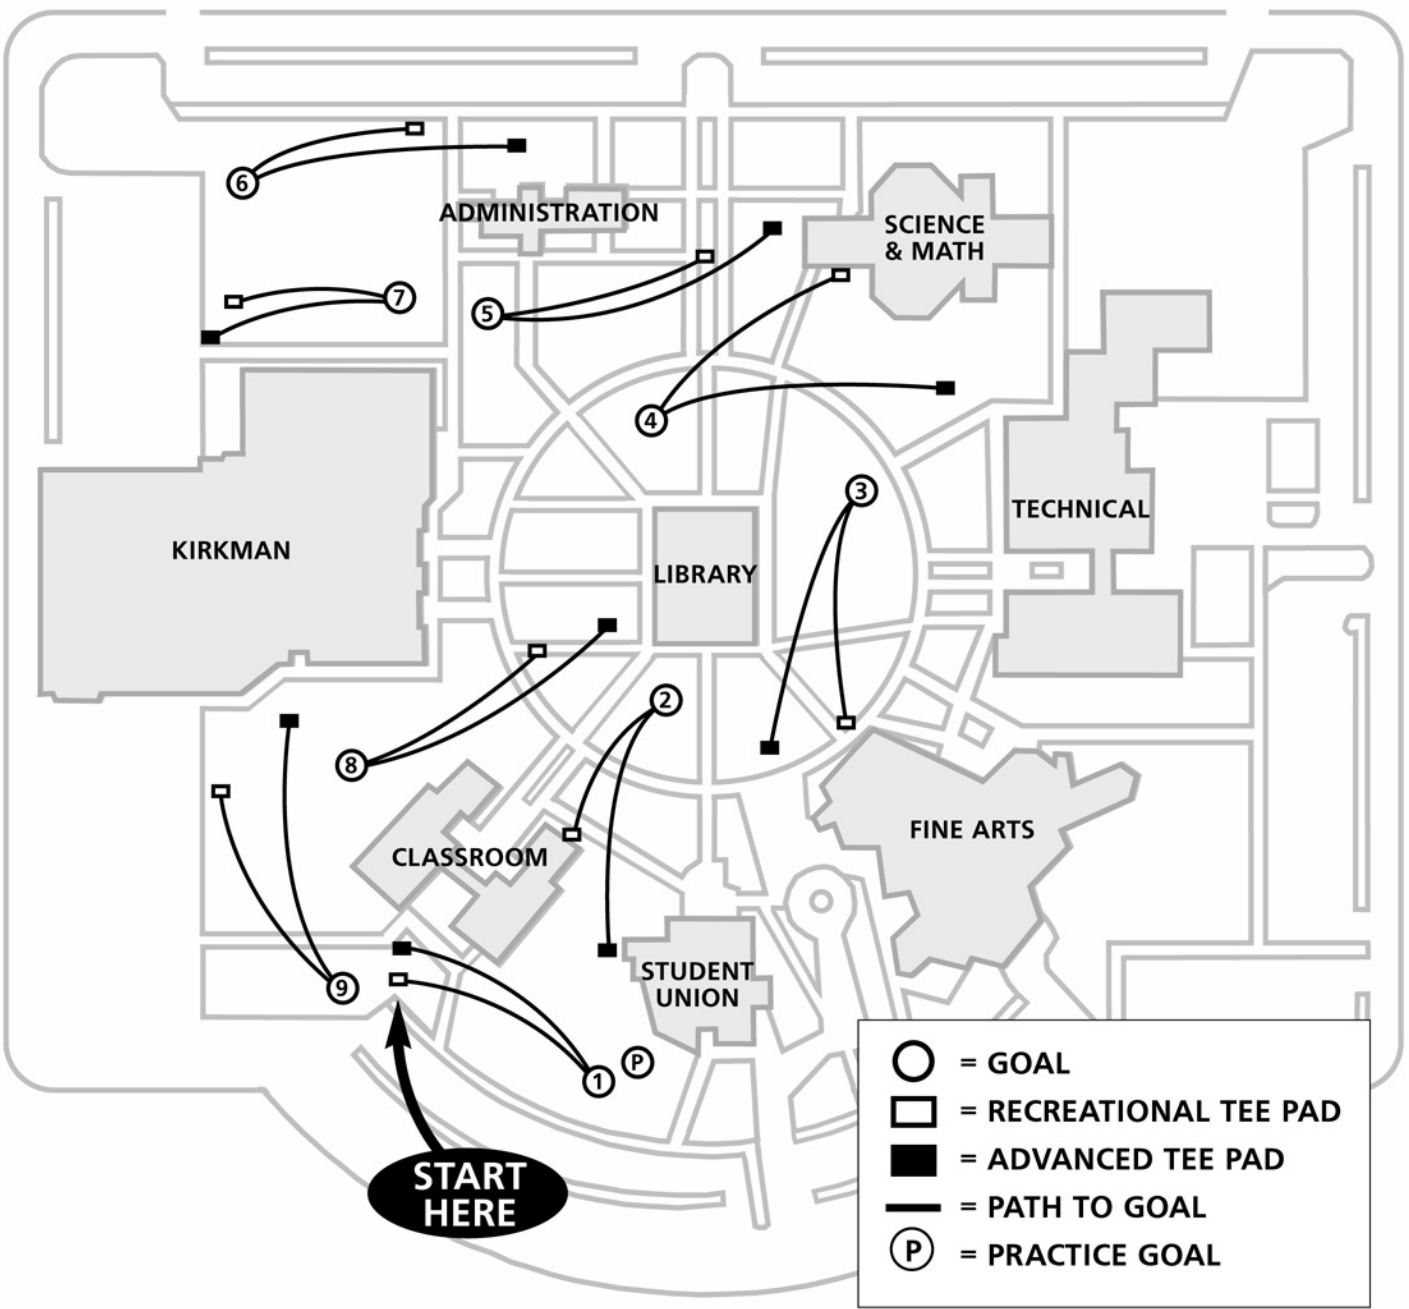 6
ADMINISTRATION
SCIENCE
& MATH
7
5
4
3
TECHNICAL
KIRKMAN
LIBRARY
2
8
FINE ARTS
CLASSROOM
STUDENT
UNION
9
P
1
START
HERE
= GOAL
= RECREATIONAL TEE PAD
= ADVANCED TEE PAD
= PATH TO GOAL
P = PRACTICE GOAL